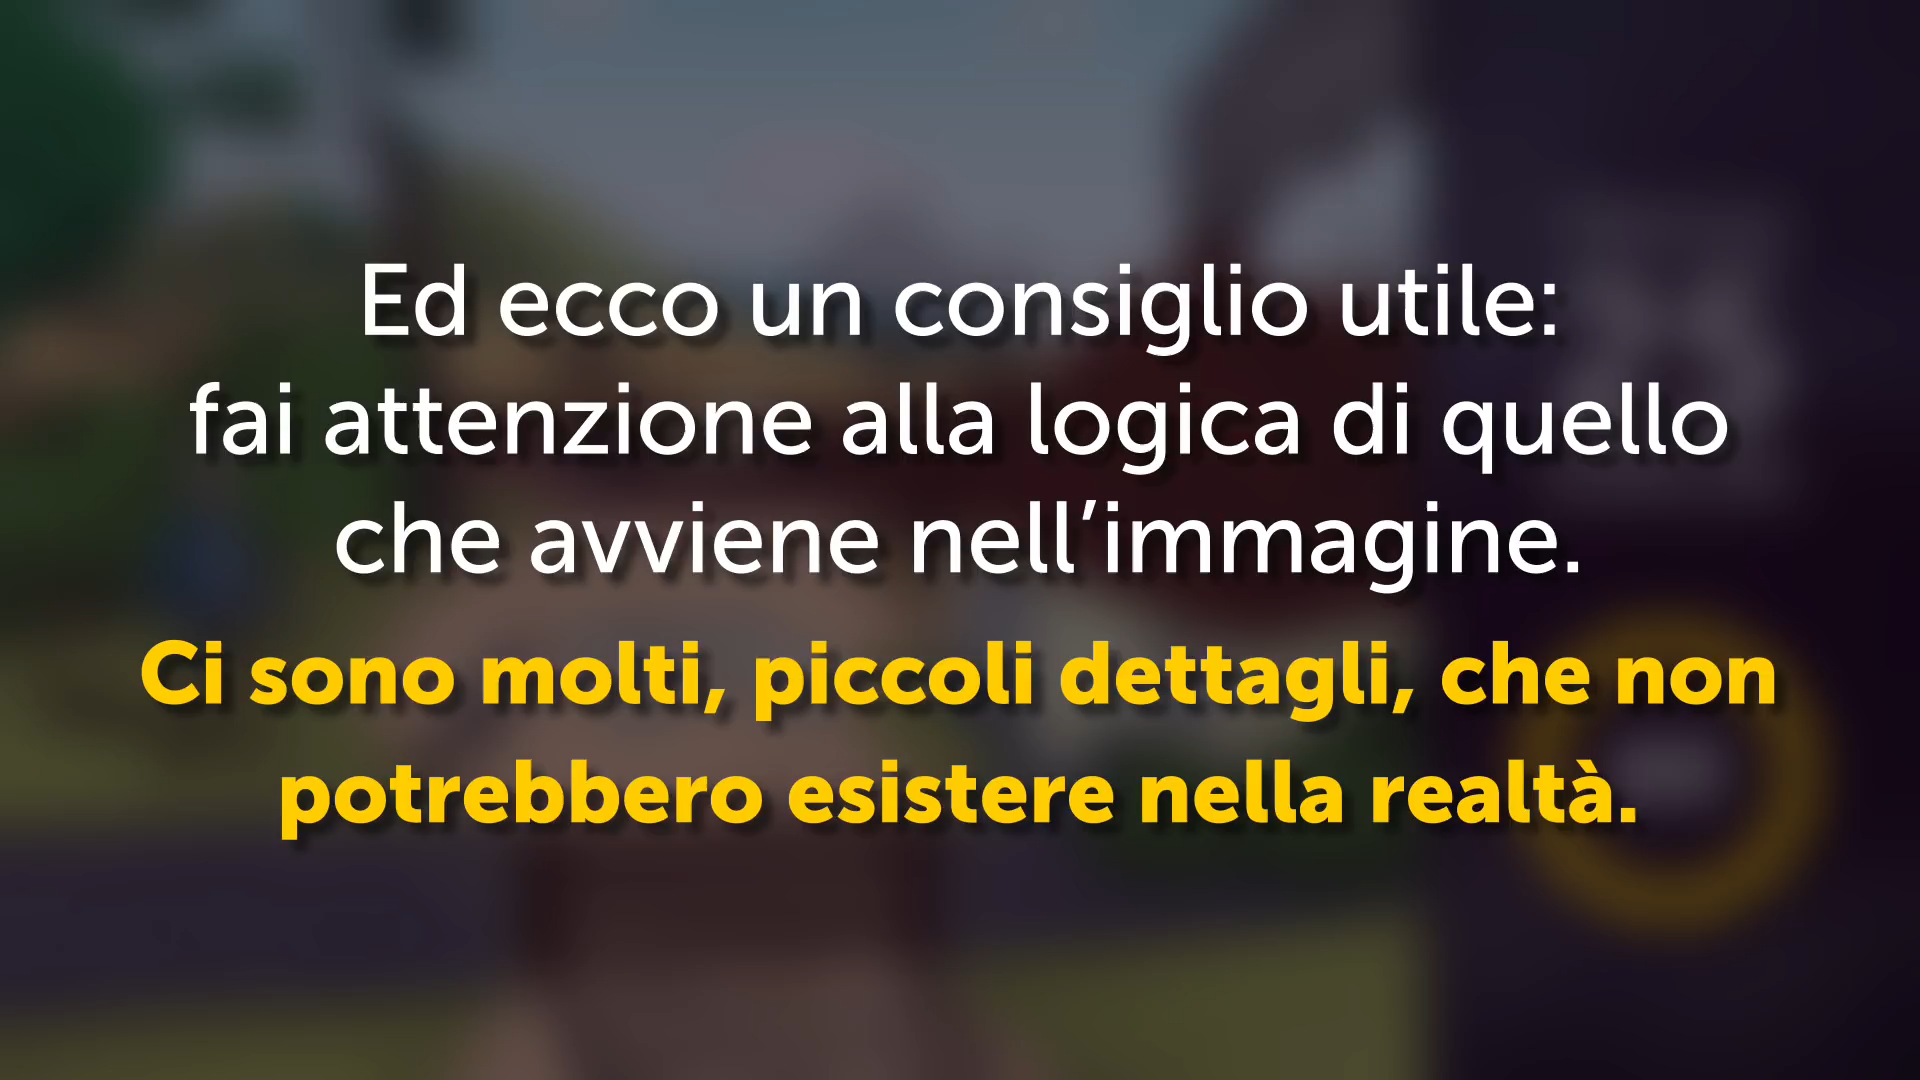 Ed ecco un consiglio utile:
fai attenzione alla logica di quello
che avviene nell’immagine.
Ci sono molti, piccoli dettagli, che non
potrebbero esistere nella realtà.